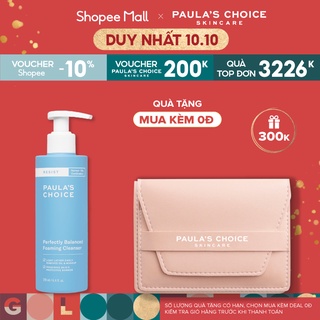 Shopee Mall × PAULA'S CHOICE
SKINCARE
DUY NHẤT 10.10
VOUCHER
Shopee
-10%
VOUCHER
PAULA'S CHOICE
SKINCARE
200K
QUÀ
TOP ĐƠN
3226K
QUÀ TẶNG
MUA KÈM 0Đ
300K
RESIST
PAULA'S
CHOICE
Perfectly Balanced
Foaming Cleanser
PAULA'S CHOICE
SKINCARE
G L
SỐ LƯỢNG QUÀ TẶNG CÓ HẠN, CHỌN MUA KÈM DEAL 0Đ
KIỂM TRA GIỎ HÀNG TRƯỚC KHI THANH TOÁN